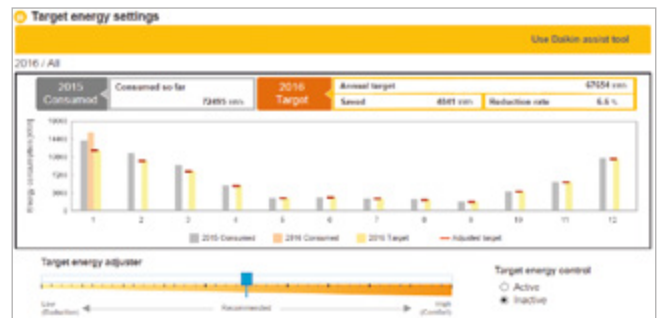 Target energy settings
Use Daikin assist tool
2016 / All
2015 Consumed
Consumed so far
72495 kWh
2016 Target
Annual target
67654 kWh
Saved
4841 kWh
Reduction rate
6.6 %
Energy consumption [kWh]
0
1 2 3 4 5 6 7 8 9 10 11 12
2015 Consumed 2016 Consumed 2016 Target Adjusted target
Target energy adjuster
Low (Reduction)
Recommended
High (Comfort)
Target energy control
Active
Inactive